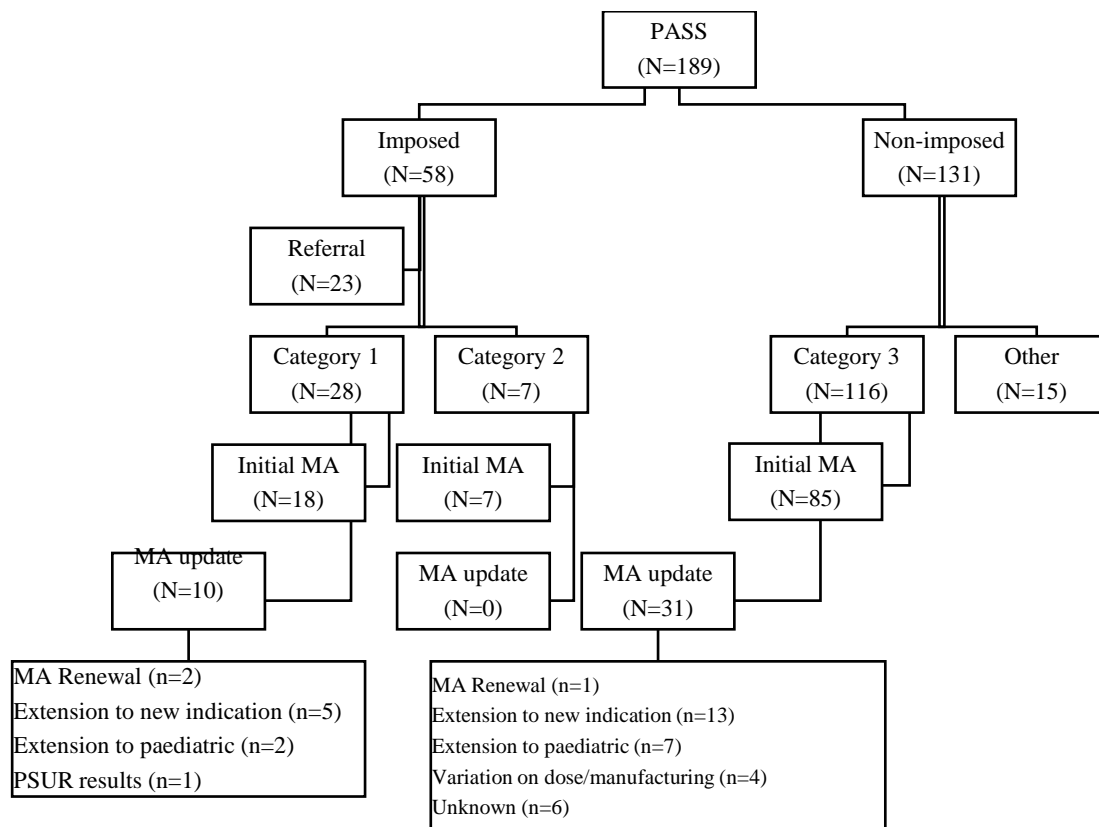 PASS
(N=189)
Imposed
(N=58)
Non-imposed
(N=131)
Referral
(N=23)
Category 1
(N=28)
Category 2
(N=7)
Category 3
(N=116)
Other
(N=15)
Initial MA
(N=18)
Initial MA
(N=7)
Initial MA
(N=85)
MA update
(N=10)
MA update
(N=0)
MA update
(N=31)
MA Renewal (n=2)
Extension to new indication (n=5)
Extension to paediatric (n=2)
PSUR results (n=1)
MA Renewal (n=1)
Extension to new indication (n=13)
Extension to paediatric (n=7)
Variation on dose/manufacturing (n=4)
Unknown (n=6)